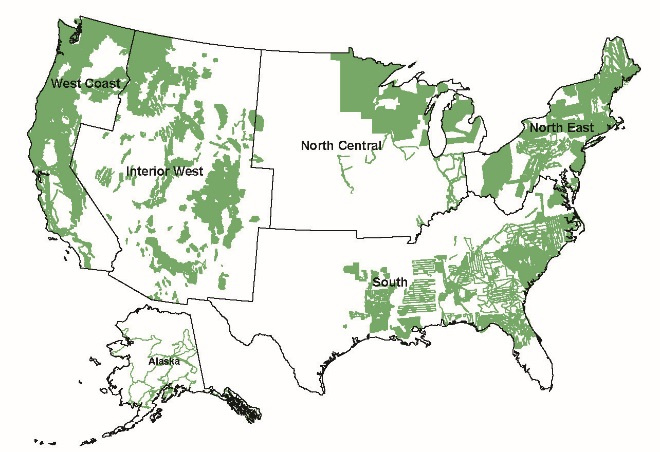 West Coast
North East
North Central
Interior West
South
Alaska